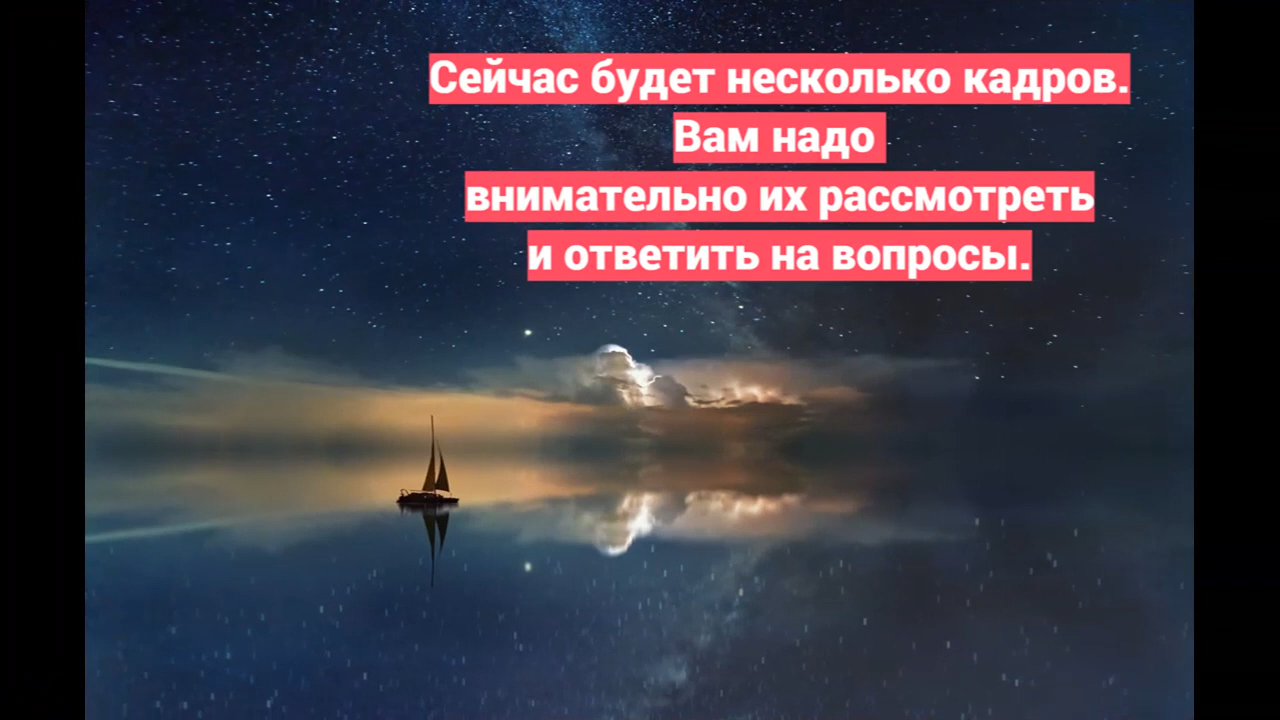 Сейчас будет несколько кадров.
Вам надо
внимательно их рассмотреть
и ответить на вопросы.